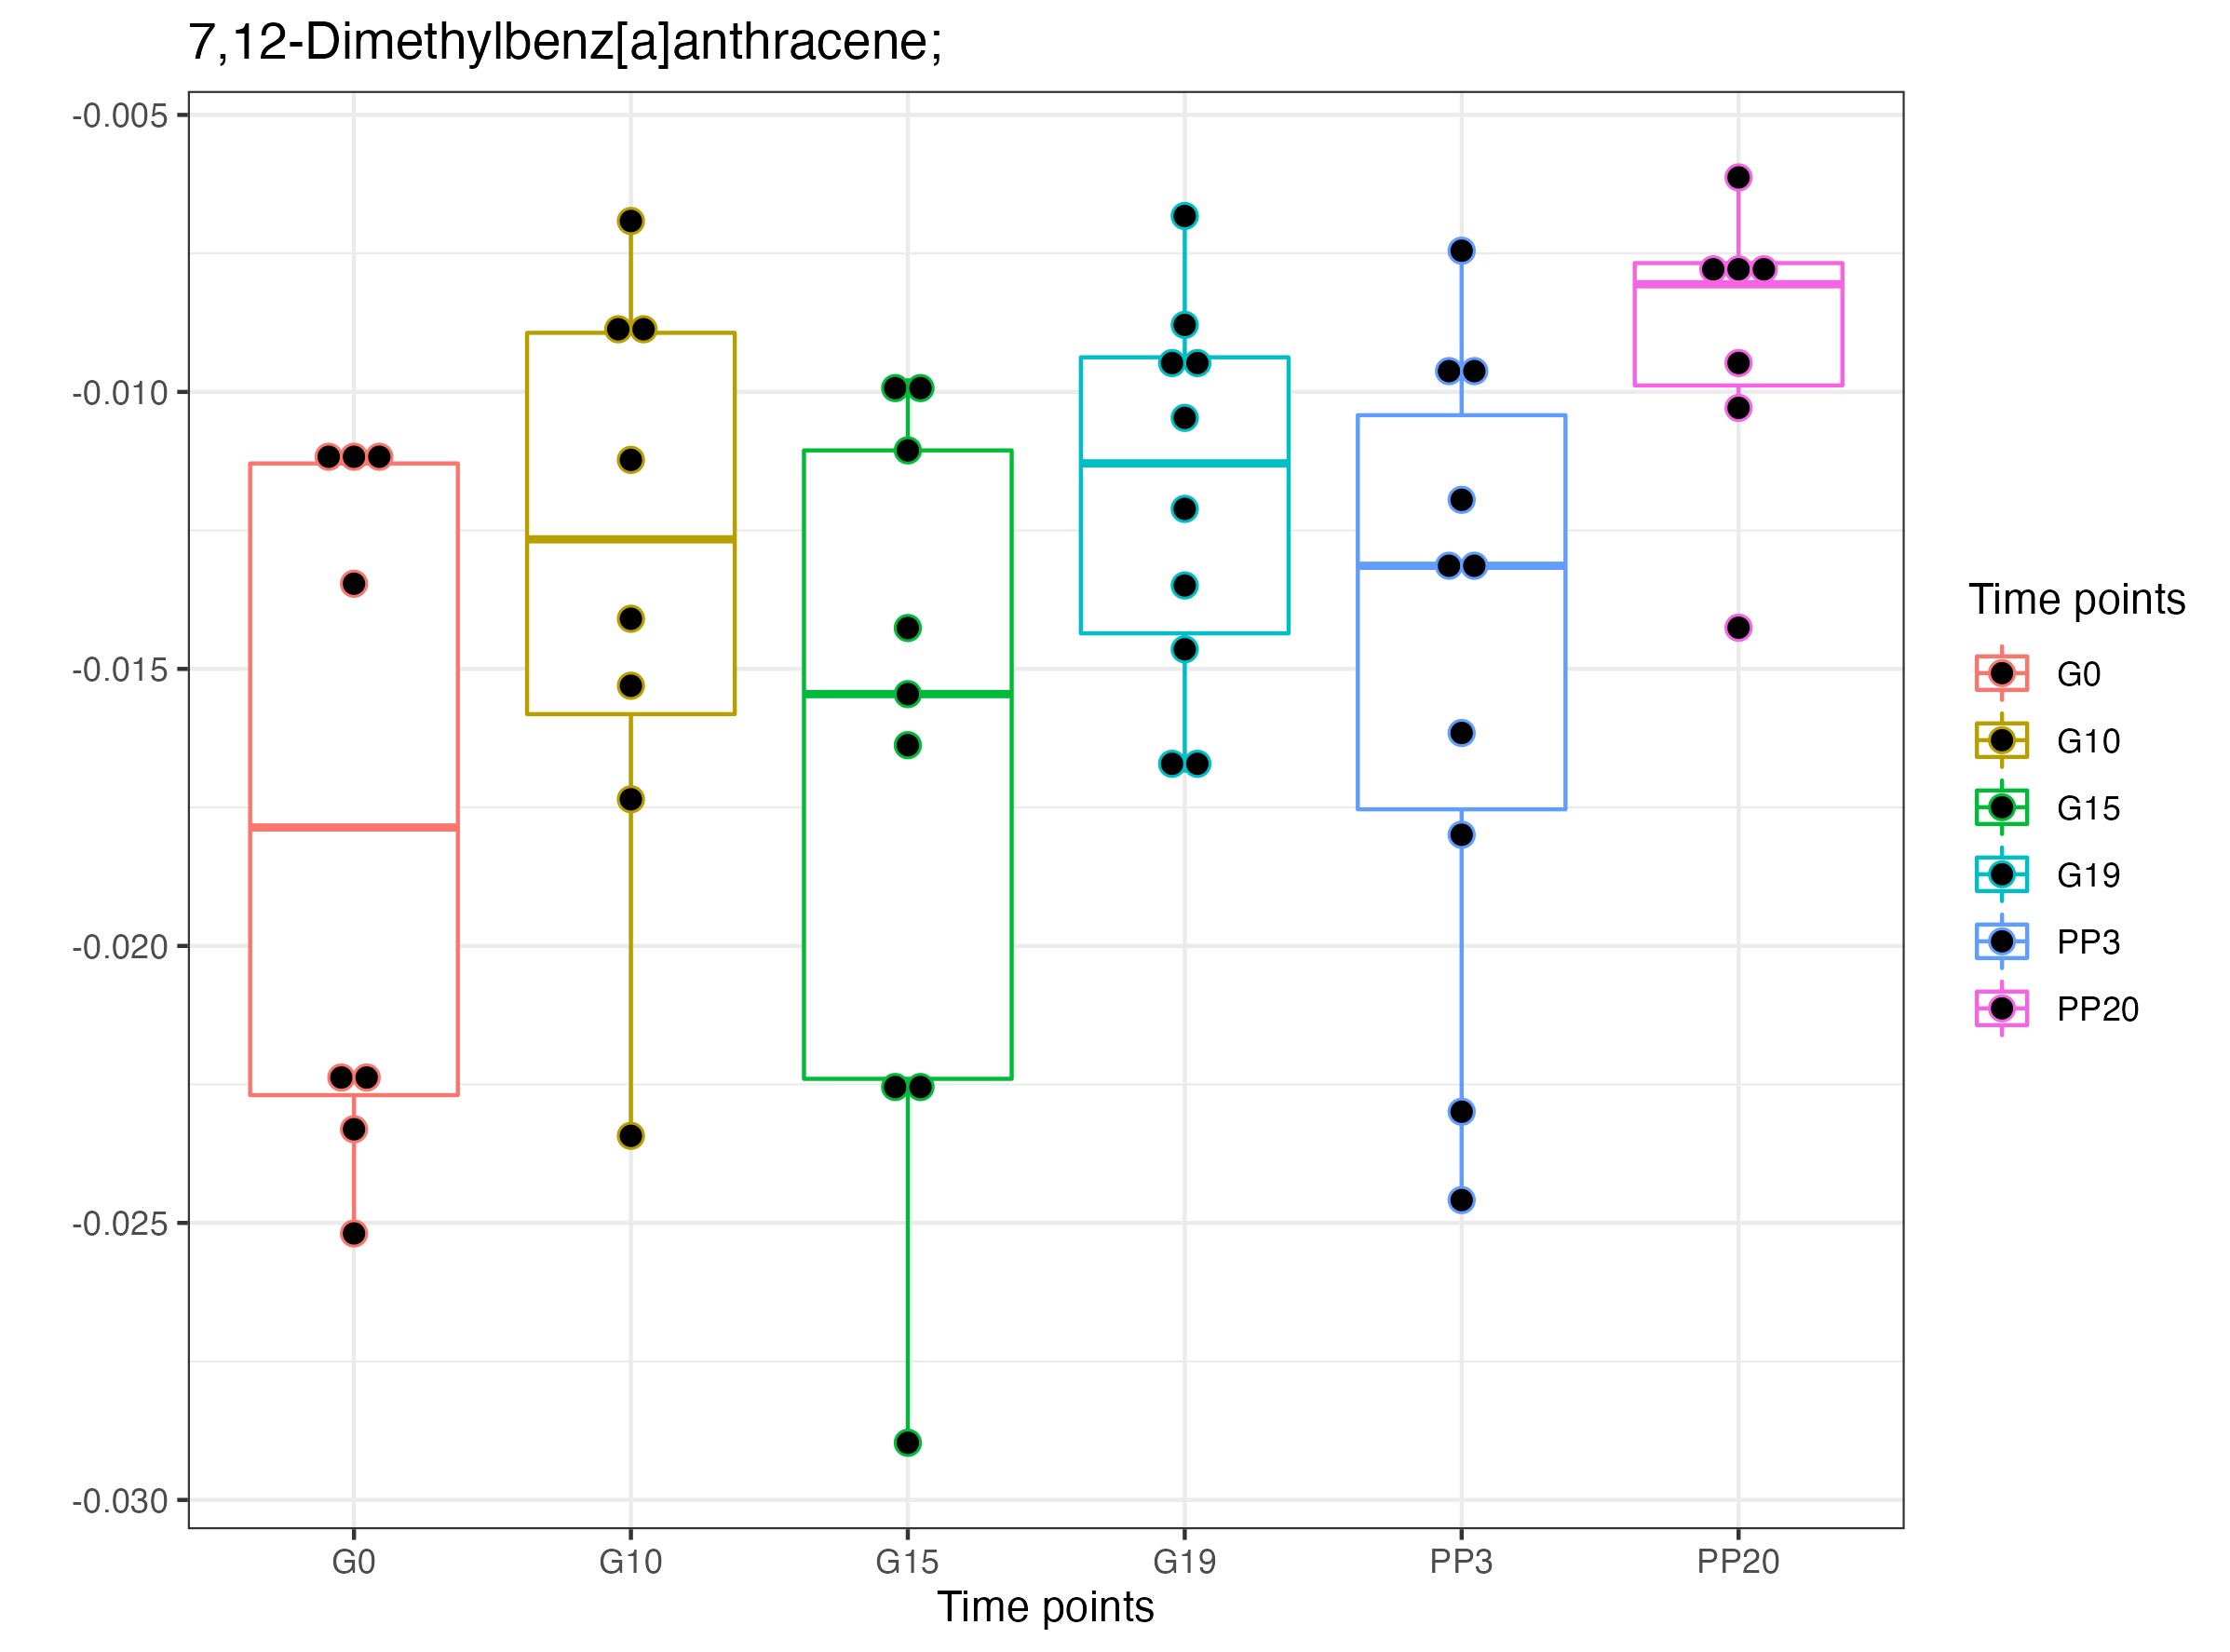 7,12-Dimethylbenz[a]anthracene;
-0.005
-0.010
-0.015
-0.020
-0.025
-0.030
G0 G10 G15 G19 PP3 PP20
Time points
Time points
G0
G10
G15
G19
PP3
PP20